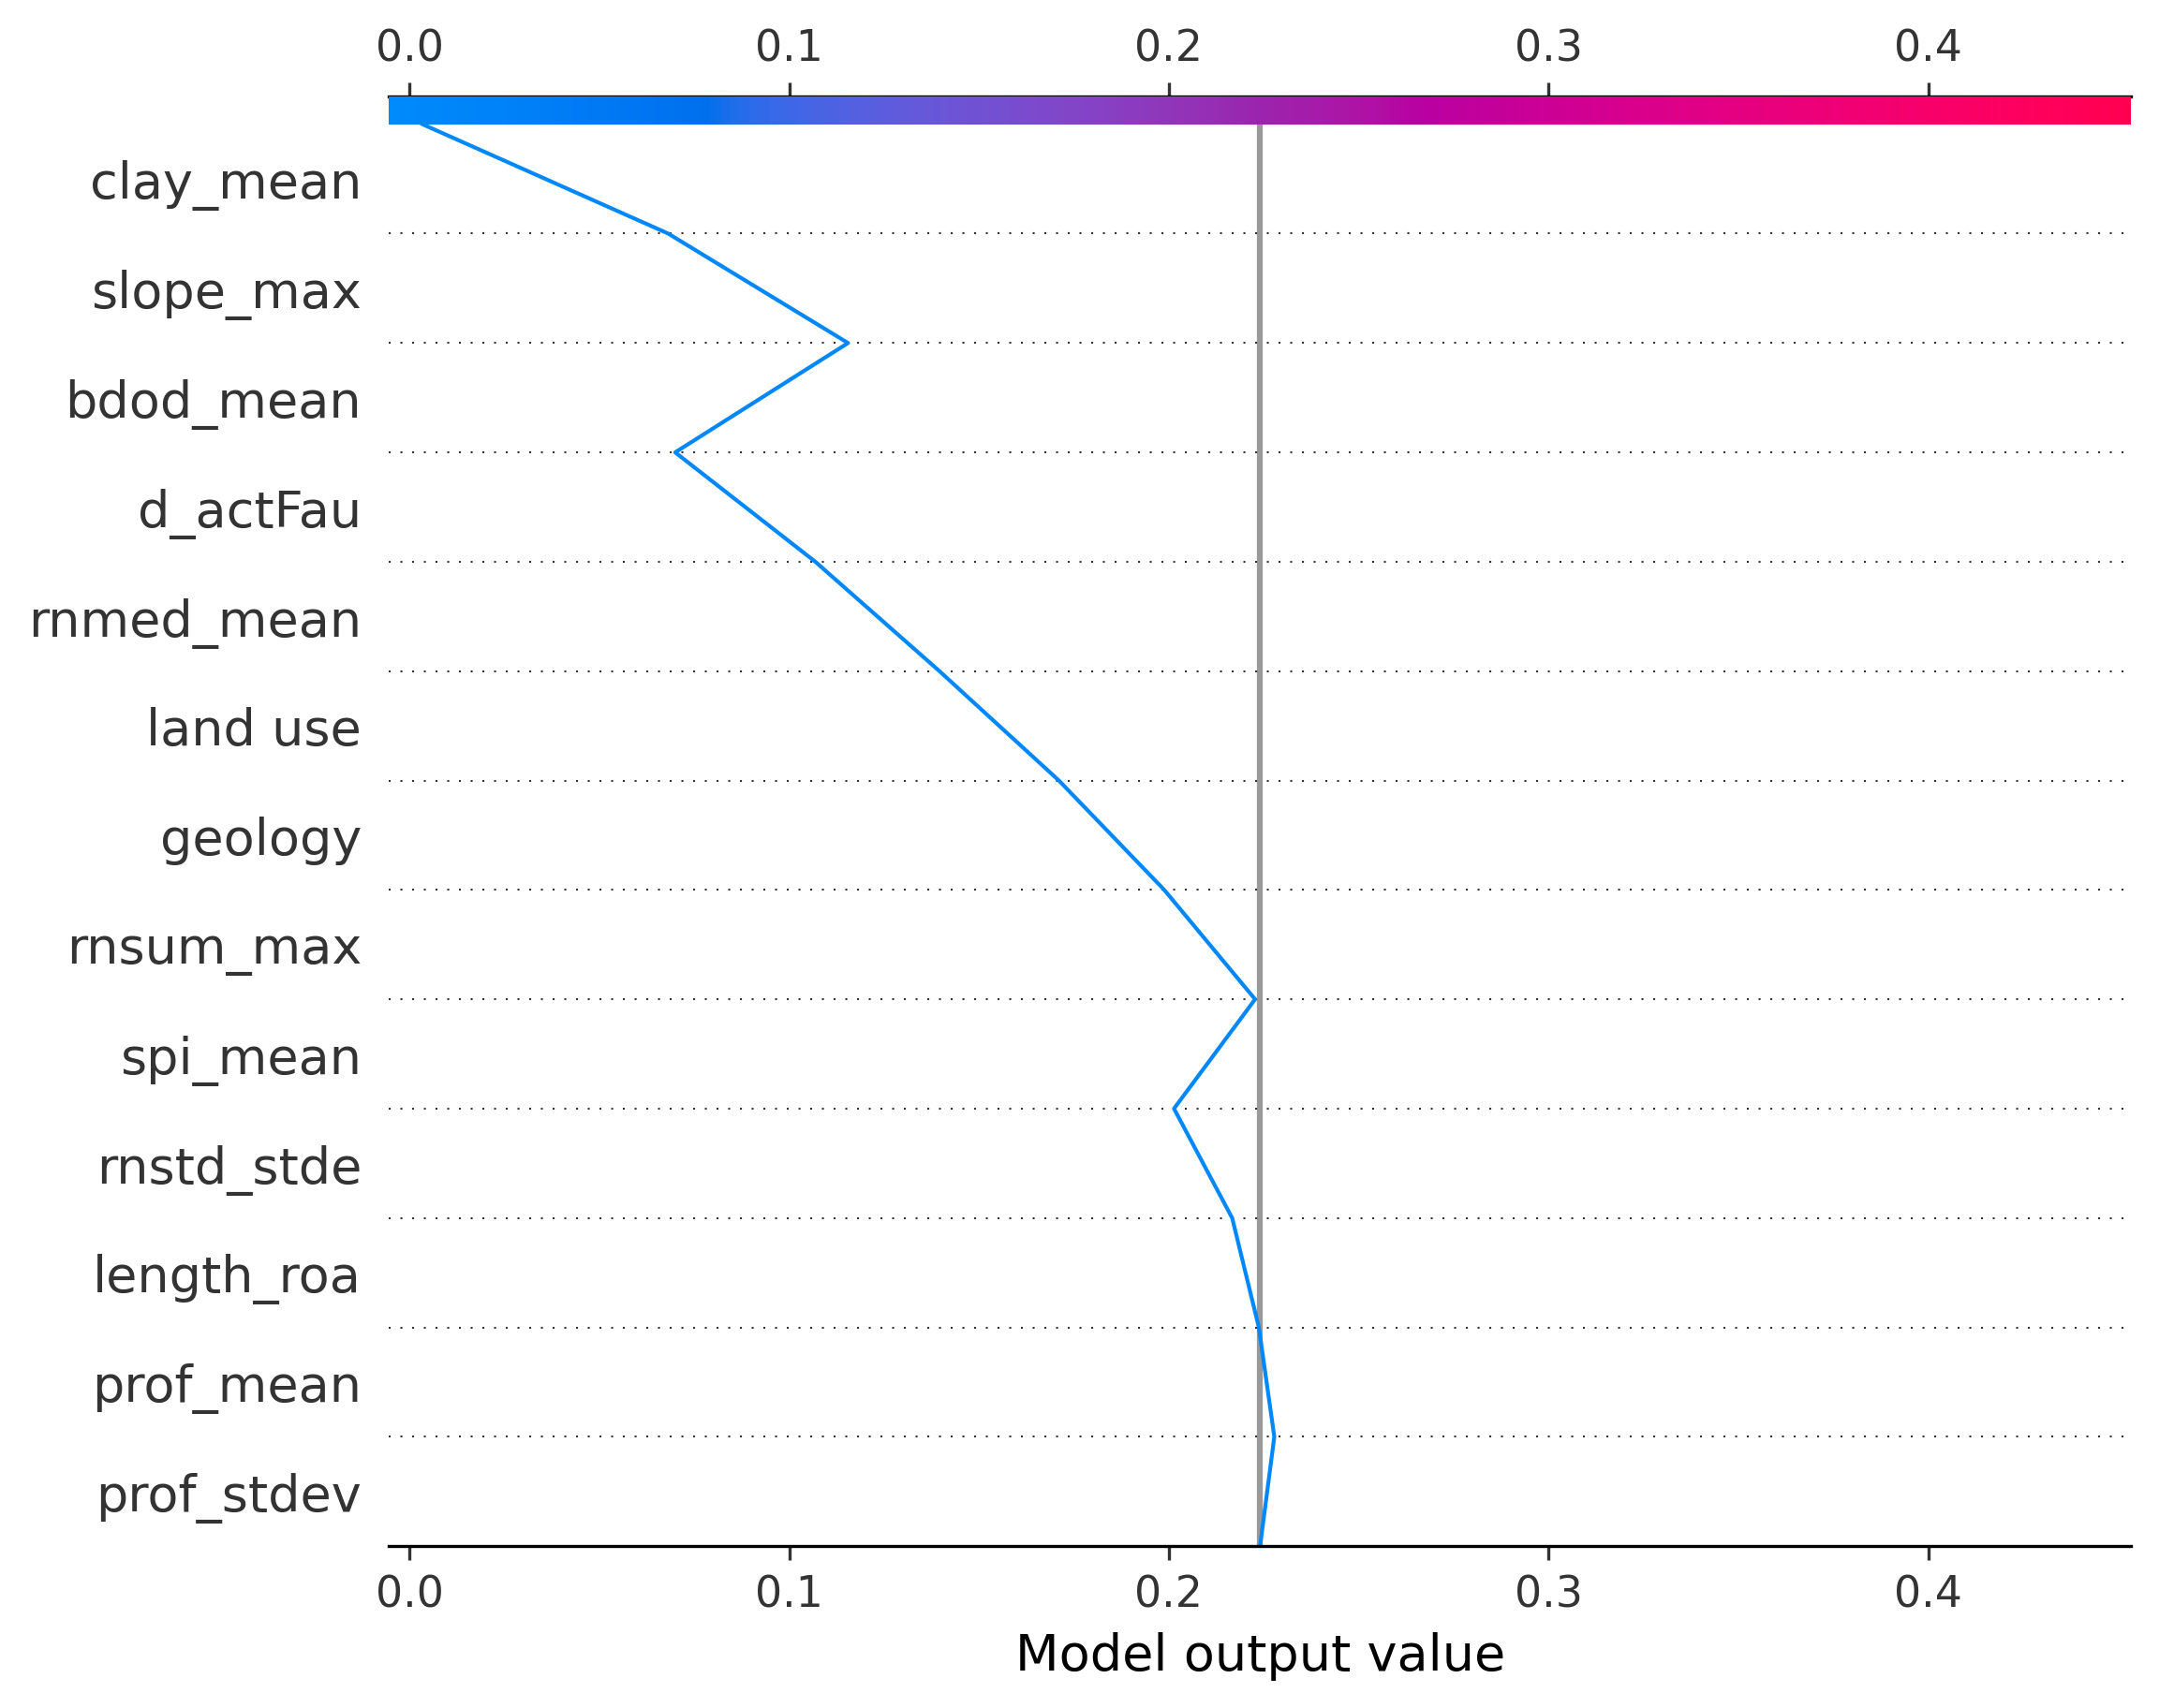 0.0 0.1 0.2 0.3 0.4
clay_mean
slope_max
bdod_mean
d_actFau
rnmed_mean
land use
geology
rnsum_max
spi_mean
rnstd_stde
length_roa
prof_mean
prof_stdev
0.0 0.1 0.2 0.3 0.4
Model output value